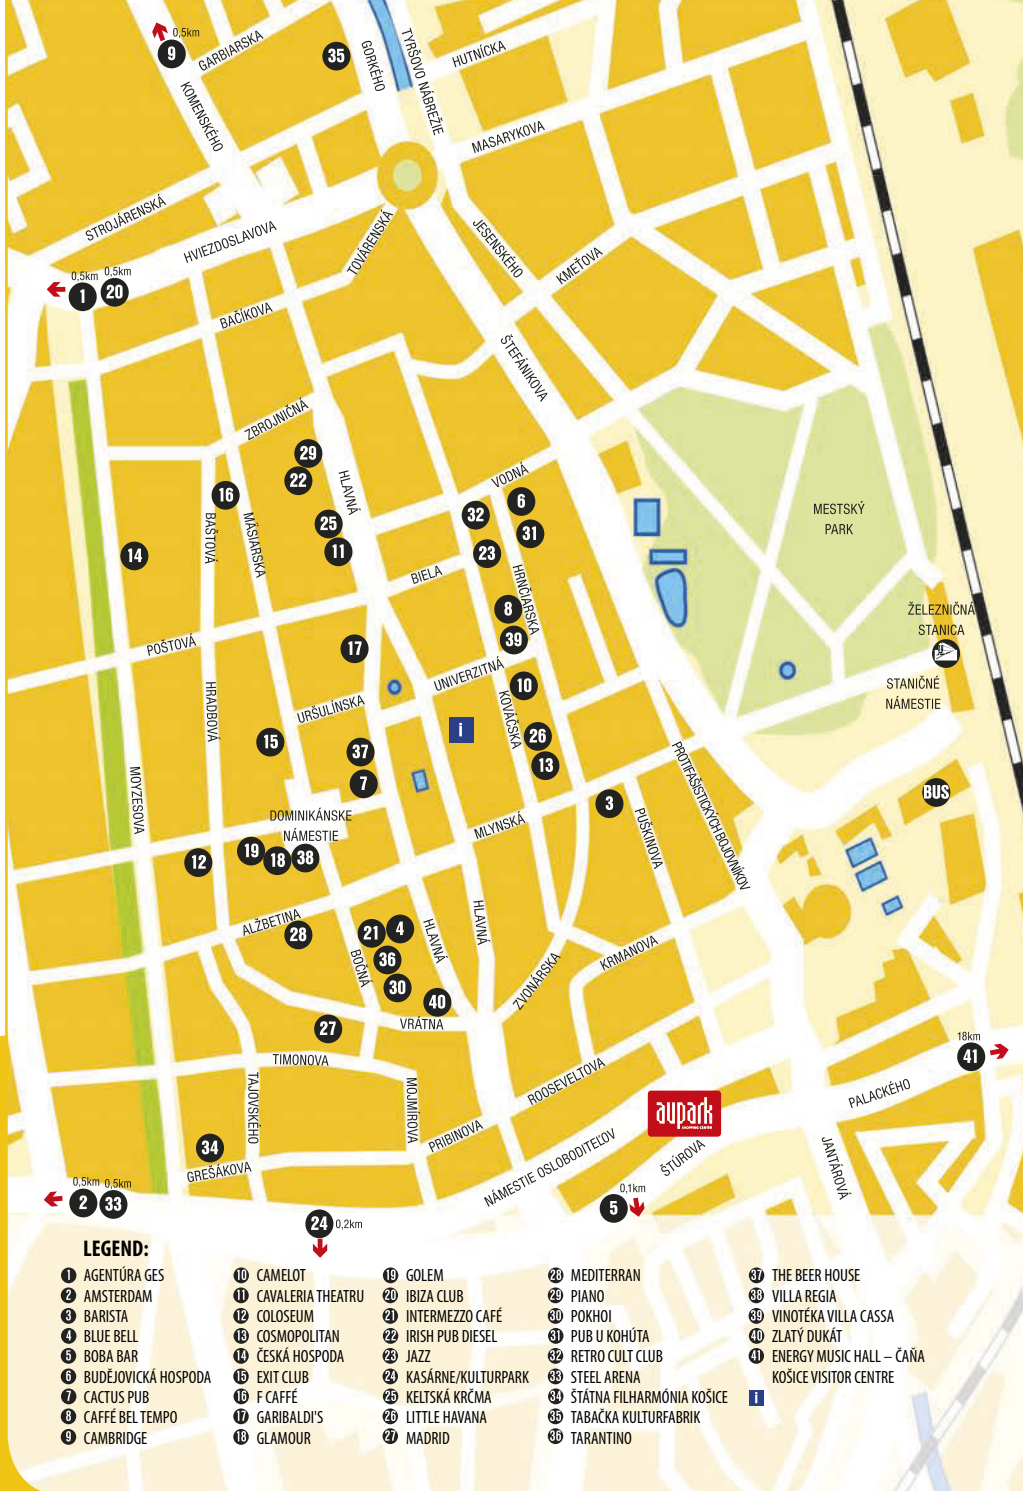 0,5km
9
GARBIARSKA
35
GORKÉHO
TYRŠOVO NÁBREŽIE
HUTNÍCKA
KOMENSKÉHO
MASARYKOVA
STROJÁRENSKÁ
HVIEZDOSLAVOVA
TOVÁRENSKÁ
JESENSKÉHO
KMEŤOVA
0,5km
0,5km
1
20
BAČÍKOVA
ŠTEFÁNIKOVA
ZBROJNIČNÁ
29
22
HLAVNÁ
VODNÁ
16
6
32
25
31
MESTSKÝ
PARK
BAŠTOVÁ
MÄSIARSKA
11
14
23
BIELA
HRNČIARSKA
8
ŽELEZNIČNÁ
STANICA
39
POŠTOVÁ
17
UNIVERZITNÁ
10
STANIČNÉ
NÁMESTIE
HRADBOVÁ
URŠULÍNSKA
KOVÁČSKA
i
26
15
37
13
7
PROTIFAŠISTICKÝCH BOJOVNÍKOV
MOYZESOVA
BUS
3
DOMINIKÁNSKE
NÁMESTIE
MLYNSKÁ
PUŠKINOVA
12
19
18
38
ALŽBETINA
28
21
4
HLAVNÁ
HLAVNÁ
BOČNÁ
36
30
40
ZVONÁRSKA
KRMANOVA
27
VRÁTNA
18km
41
TIMONOVA
TAJOVSKÉHO
MOJMÍROVA
ROOSEVELTOVA
PALACKÉHO
aupark
SHOPPING CENTER
34
PRIBINOVA
GREŠÁKOVA
NÁMESTIE OSLOBODITEĽOV
ŠTÚROVA
JANTÁROVÁ
0,5km
0,5km
2
33
0,1km
5
24
0,2km
LEGEND:
1 AGENTÚRA GES
2 AMSTERDAM
3 BARISTA
4 BLUE BELL
5 BOBA BAR
6 BUDĚJOVICKÁ HOSPODA
7 CACTUS PUB
8 CAFFÉ BEL TEMPO
9 CAMBRIDGE
10 CAMELOT
11 CAVALERIA THEATRU
12 COLOSEUM
13 COSMOPOLITAN
14 ČESKÁ HOSPODA
15 EXIT CLUB
16 F CAFFÉ
17 GARIBALDI'S
18 GLAMOUR
19 GOLEM
20 IBIZA CLUB
21 INTERMEZZO CAFÉ
22 IRISH PUB DIESEL
23 JAZZ
24 KASÁRNE/KULTURPARK
25 KELTSKÁ KRČMA
26 LITTLE HAVANA
27 MADRID
28 MEDITERRAN
29 PIANO
30 POKHOI
31 PUB U KOHÚTA
32 RETRO CULT CLUB
33 STEEL ARENA
34 ŠTÁTNA FILHARMÓNIA KOŠICE
35 TABAČKA KULTURFABRIK
36 TARANTINO
37 THE BEER HOUSE
38 VILLA REGIA
39 VINOTÉKA VILLA CASSA
40 ZLATÝ DUKÁT
41 ENERGY MUSIC HALL – ČAŇA
KOŠICE VISITOR CENTRE
i